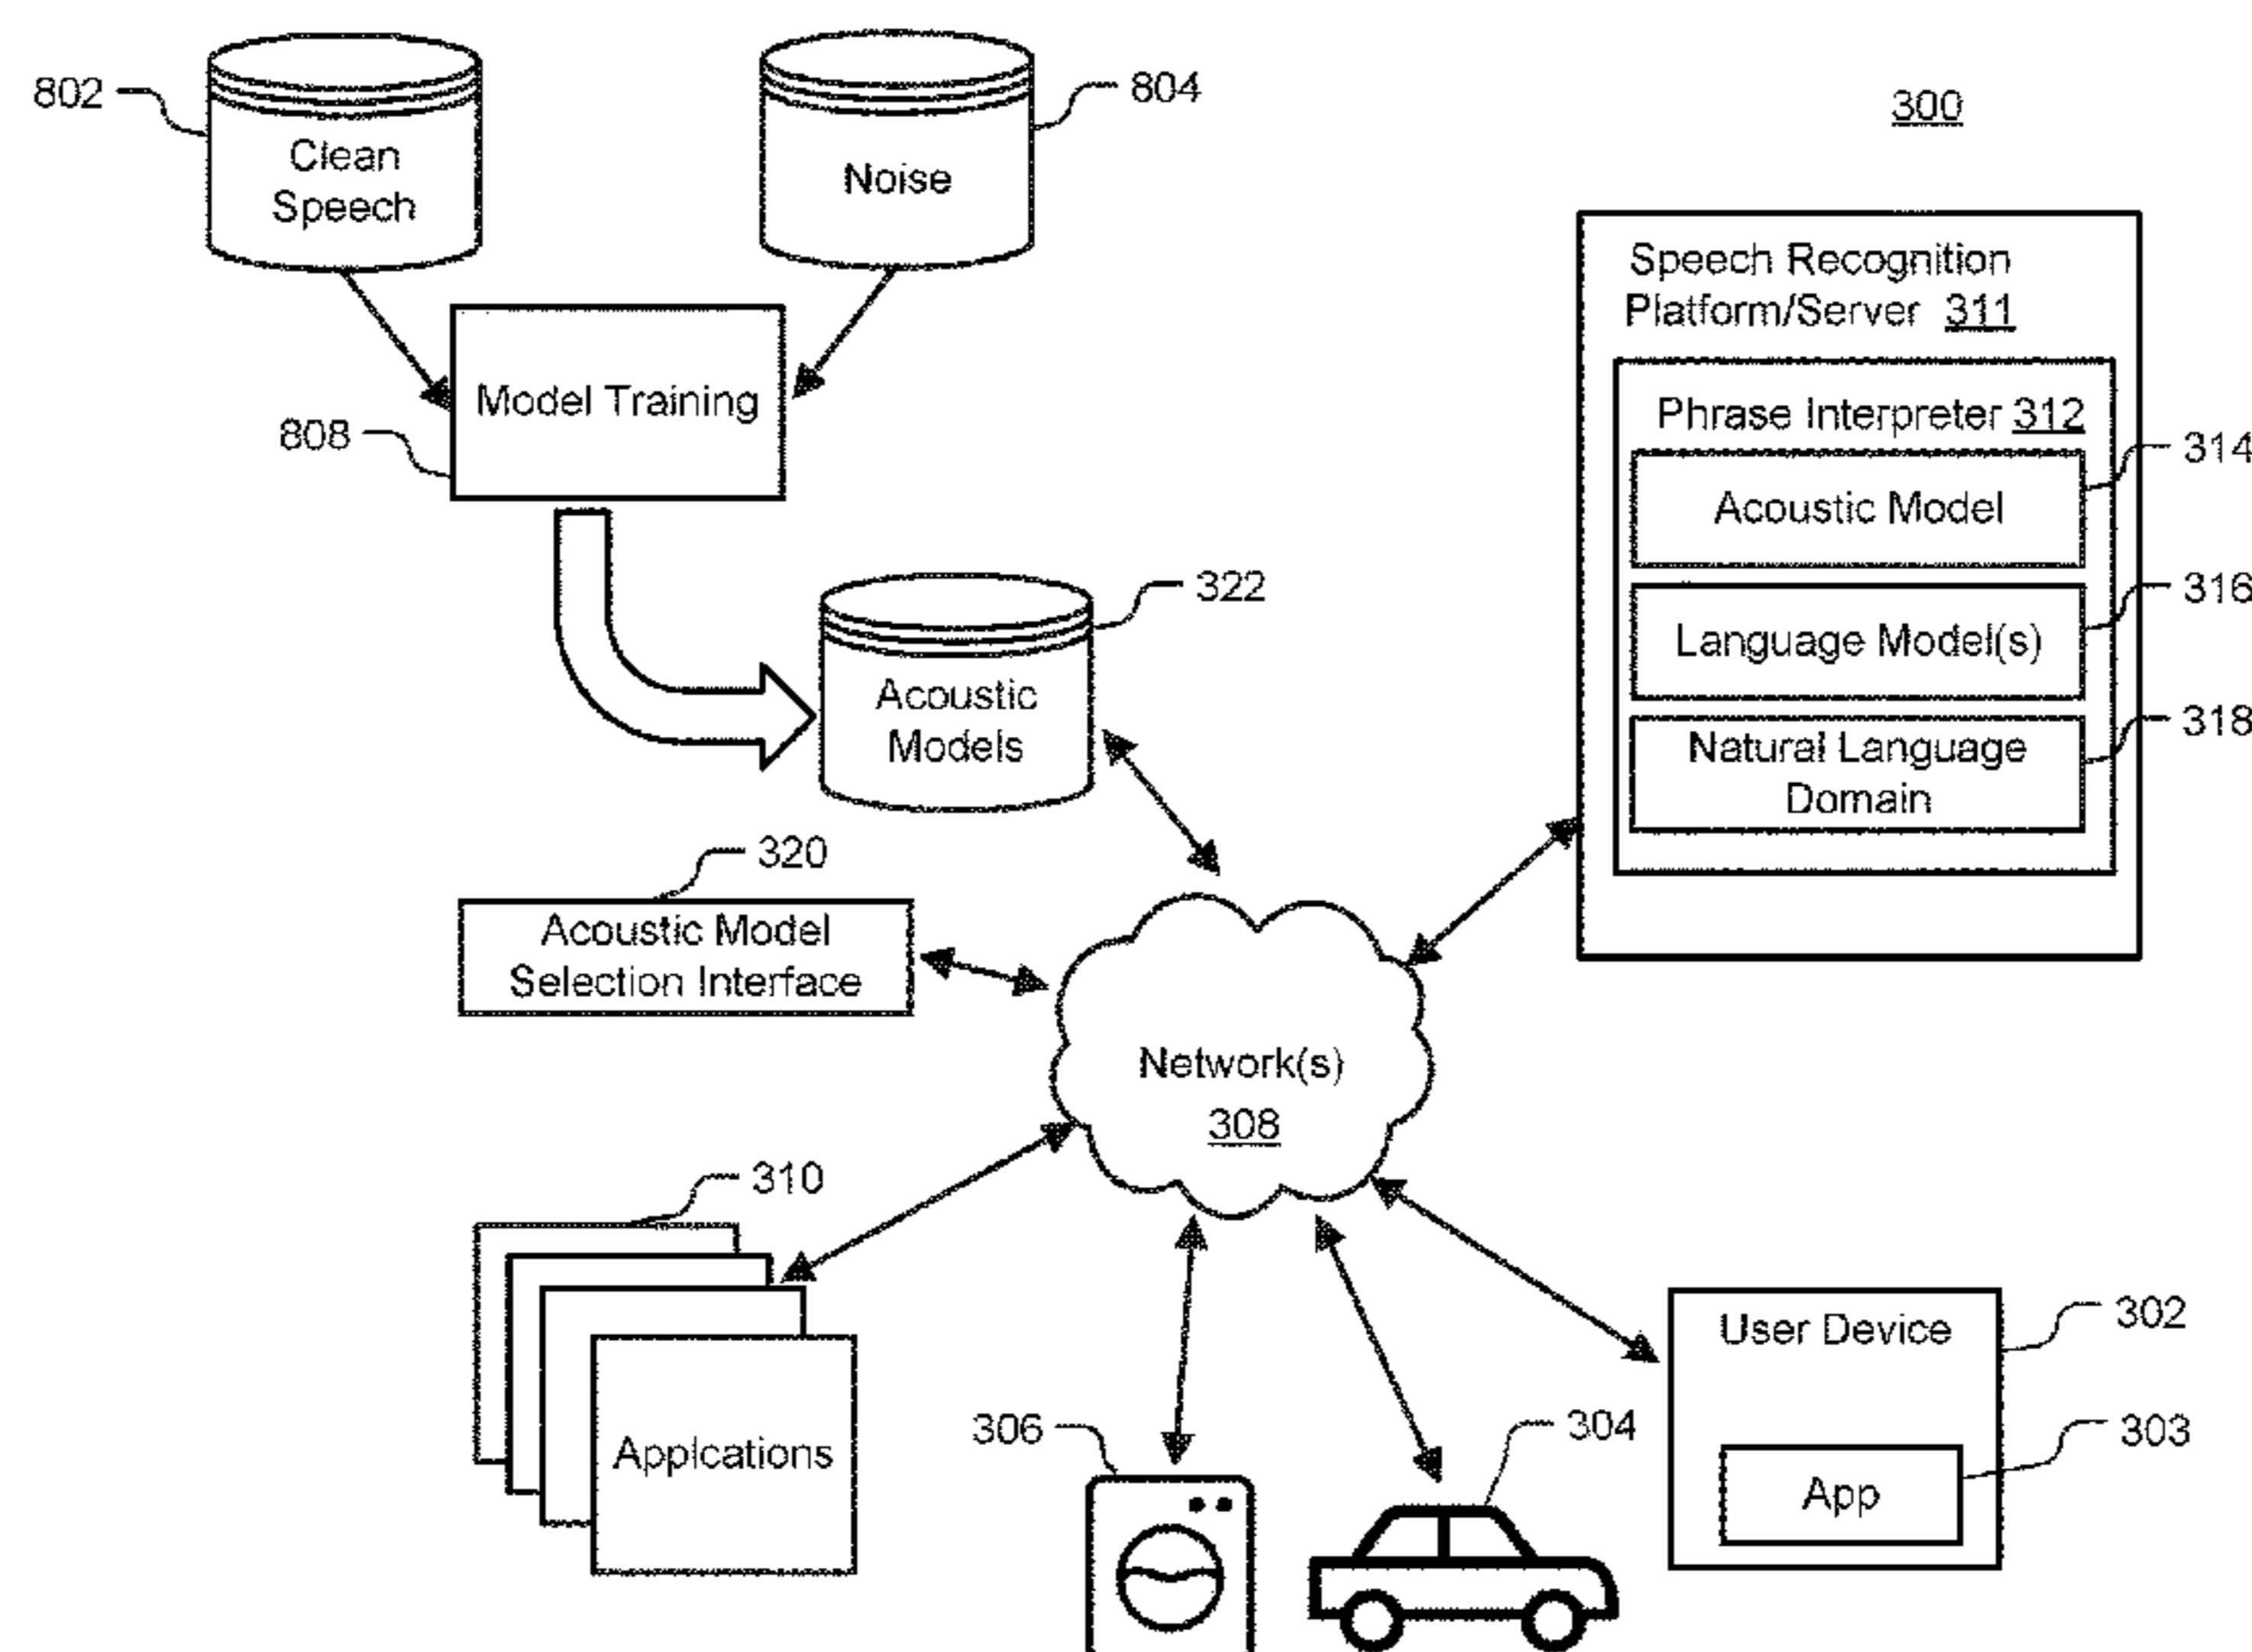 802
Clean
Speech
804
Noise
300
808
Model Training
Speech Recognition
Platform/Server 311
Phrase Interpreter 312
314
Acoustic Model
316
Language Model(s)
318
Natural Language
Domain
322
Acoustic
Models
320
Acoustic Model
Selection Interface
Network(s)
308
310
Applcations
306
304
302
User Device
303
App